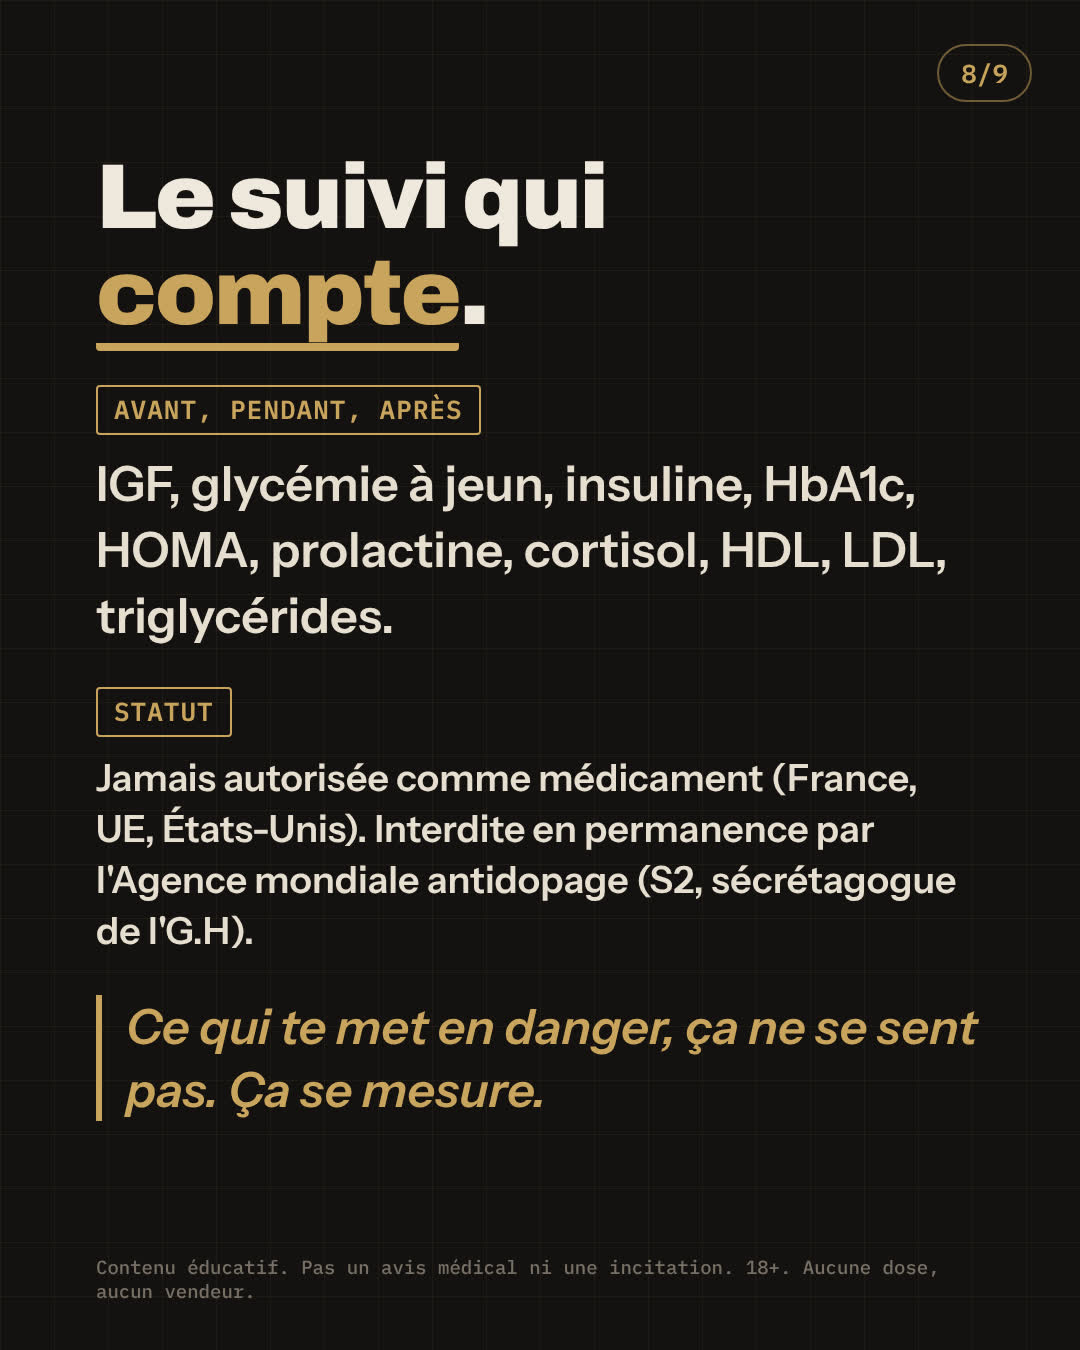 8/9
Le suivi qui
compte.
AVANT, PENDANT, APRÈS
IGF, glycémie à jeun, insuline, HbA1c,
HOMA, prolactine, cortisol, HDL, LDL,
triglycérides.
STATUT
Jamais autorisée comme médicament (France,
UE, États-Unis). Interdite en permanence par
l'Agence mondiale antidopage (S2, sécrétagogue
de l'G.H).
Ce qui te met en danger, ça ne se sent
pas. Ça se mesure.
Contenu éducatif. Pas un avis médical ni une incitation. 18+. Aucune dose,
aucun vendeur.